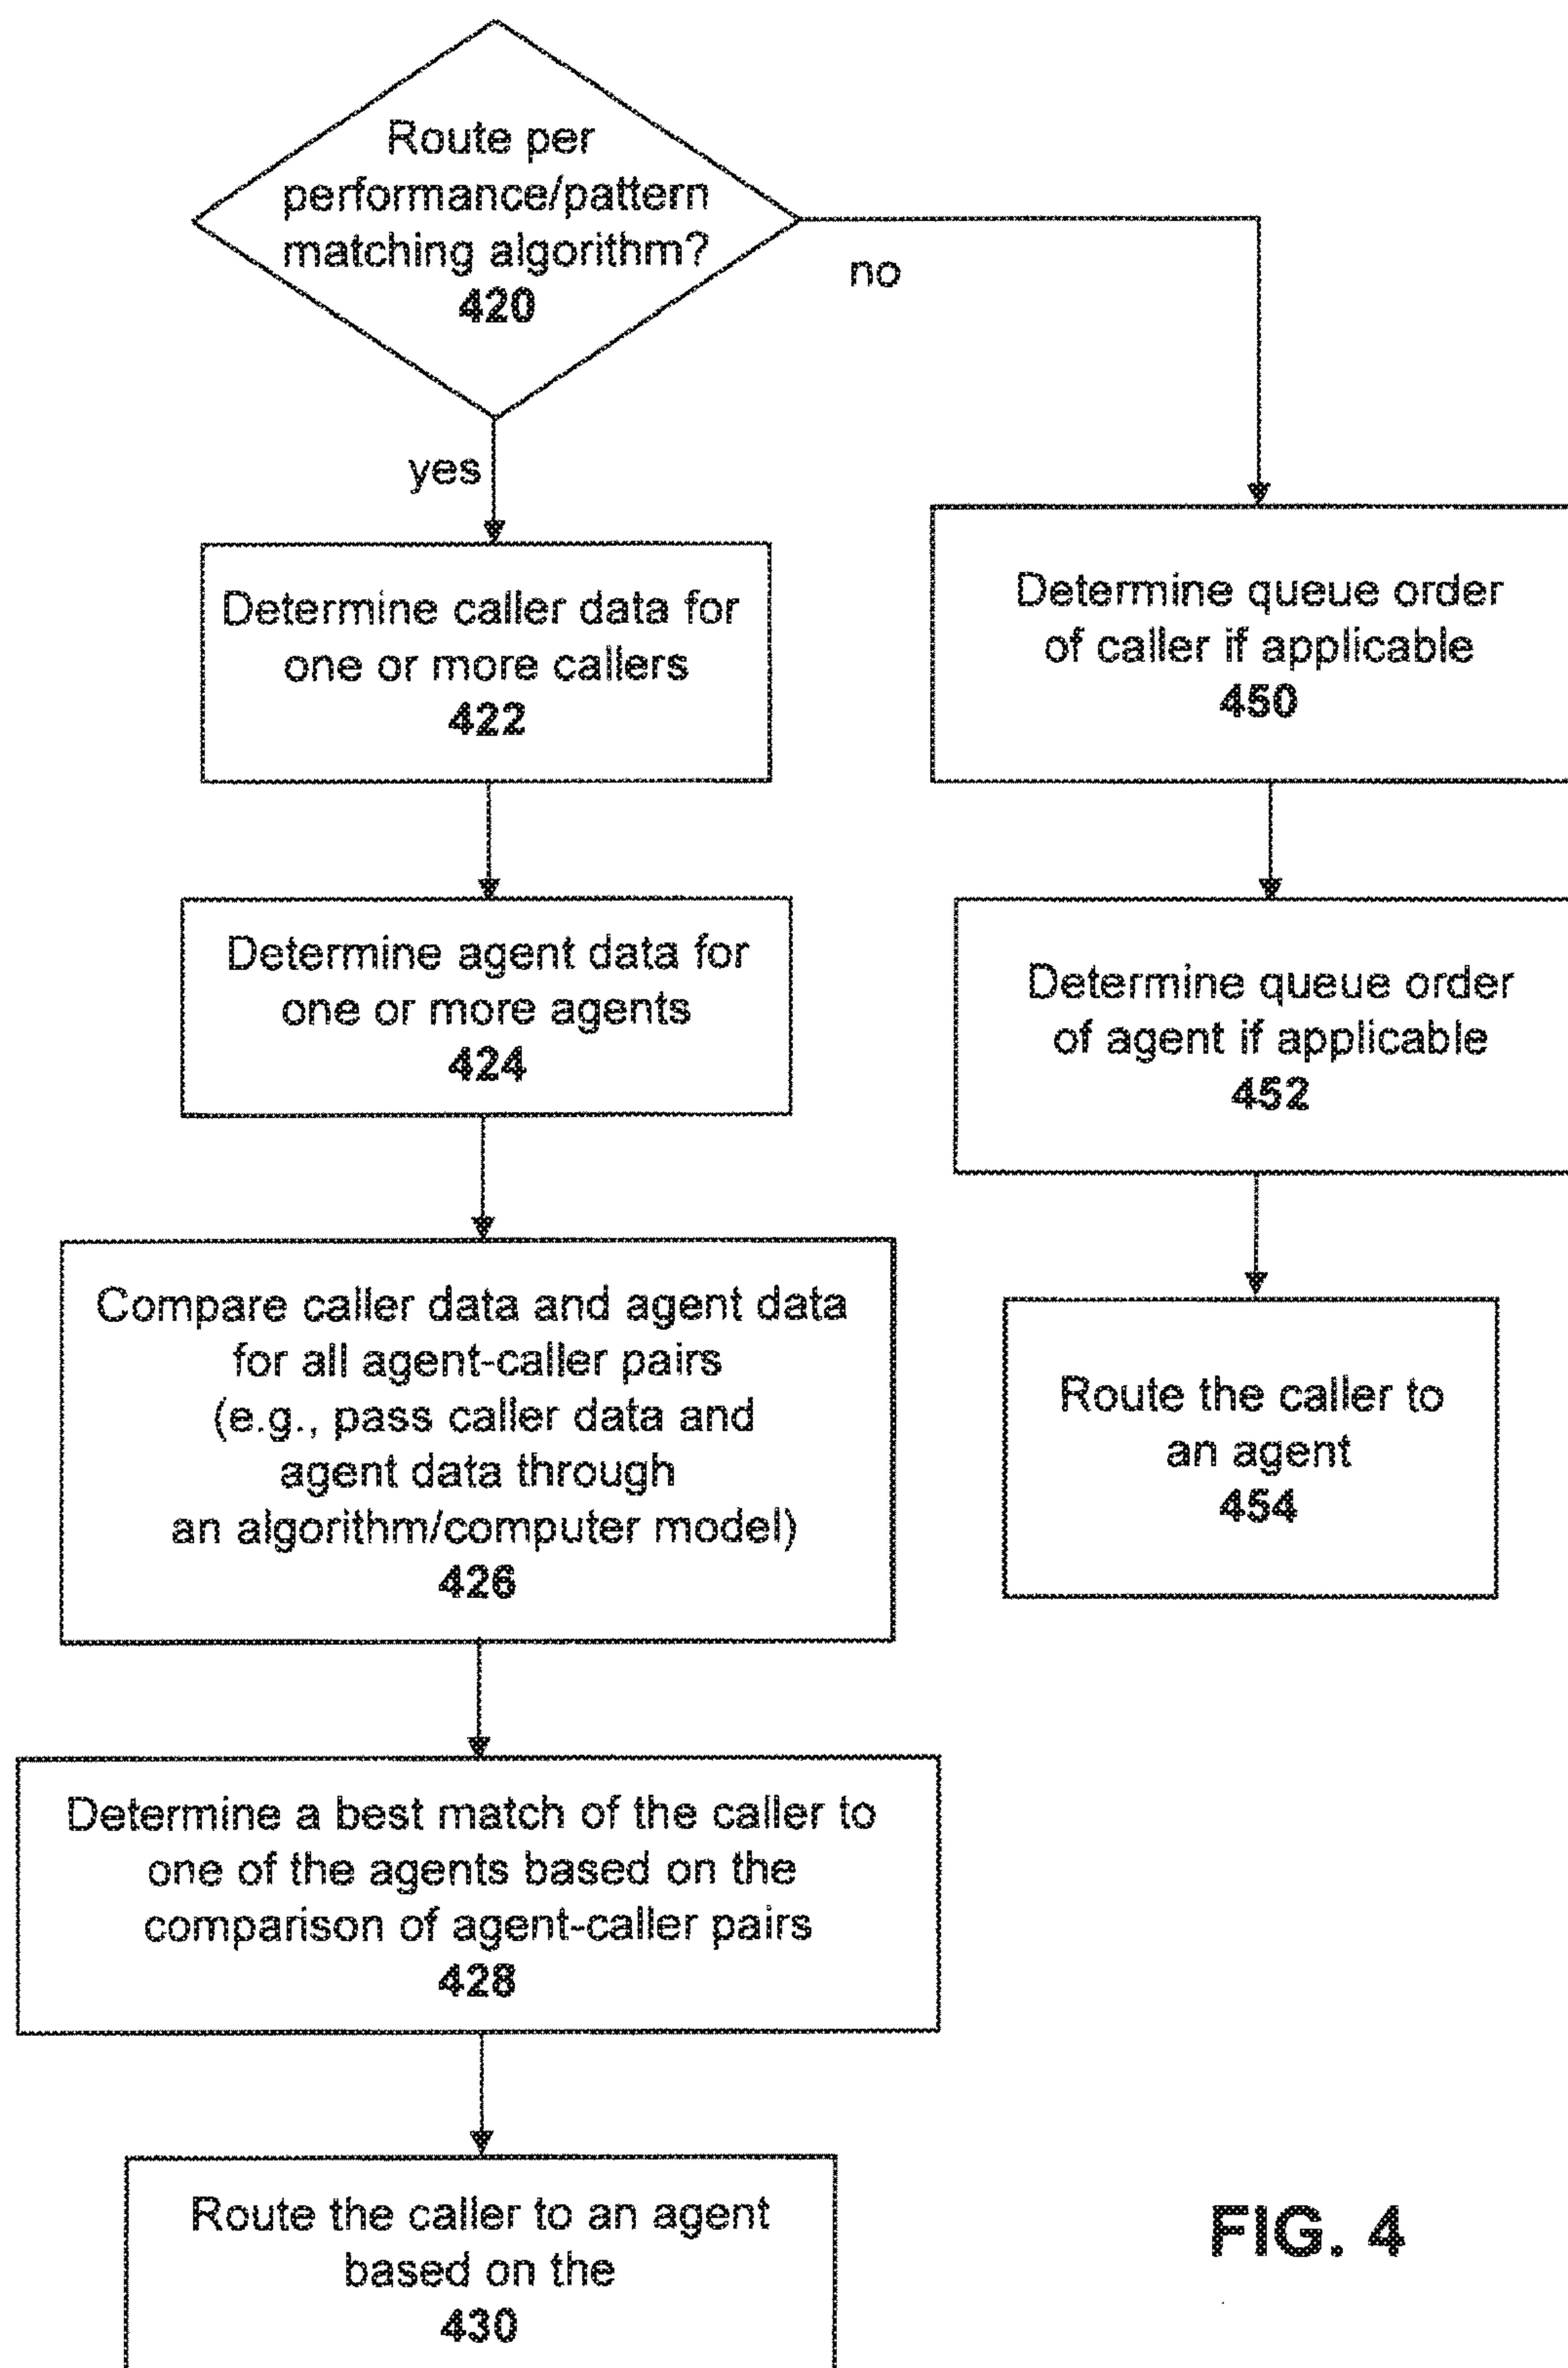 Route per
performance/pattern
matching algorithm?
420
no
yes
Determine caller data for
one or more callers
422
Determine agent data for
one or more agents
424
Compare caller data and agent data
for all agent-caller pairs
(e.g., pass caller data and
agent data through
an algorithm/computer model)
426
Determine a best match of the caller to
one of the agents based on the
comparison of agent-caller pairs
428
Route the caller to an agent
based on the
430
Determine queue order
of caller if applicable
450
Determine queue order
of agent if applicable
452
Route the caller to
an agent
454
FIG. 4